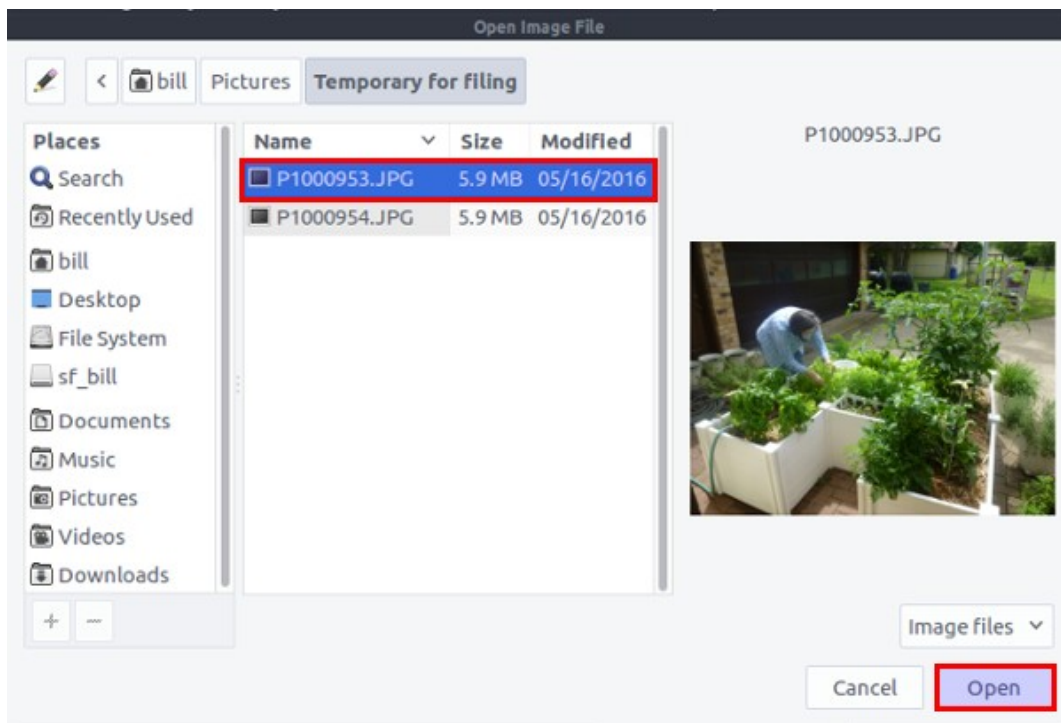 Open Image File
bill Pictures Temporary for filing
Places
Search
Recently Used
bill
Desktop
File System
sf_bill
Documents
Music
Pictures
Videos
Downloads
Name Size Modified
P1000953.JPG 5.9 MB 05/16/2016
P1000954.JPG 5.9 MB 05/16/2016
P1000953.JPG
Image files
Cancel Open